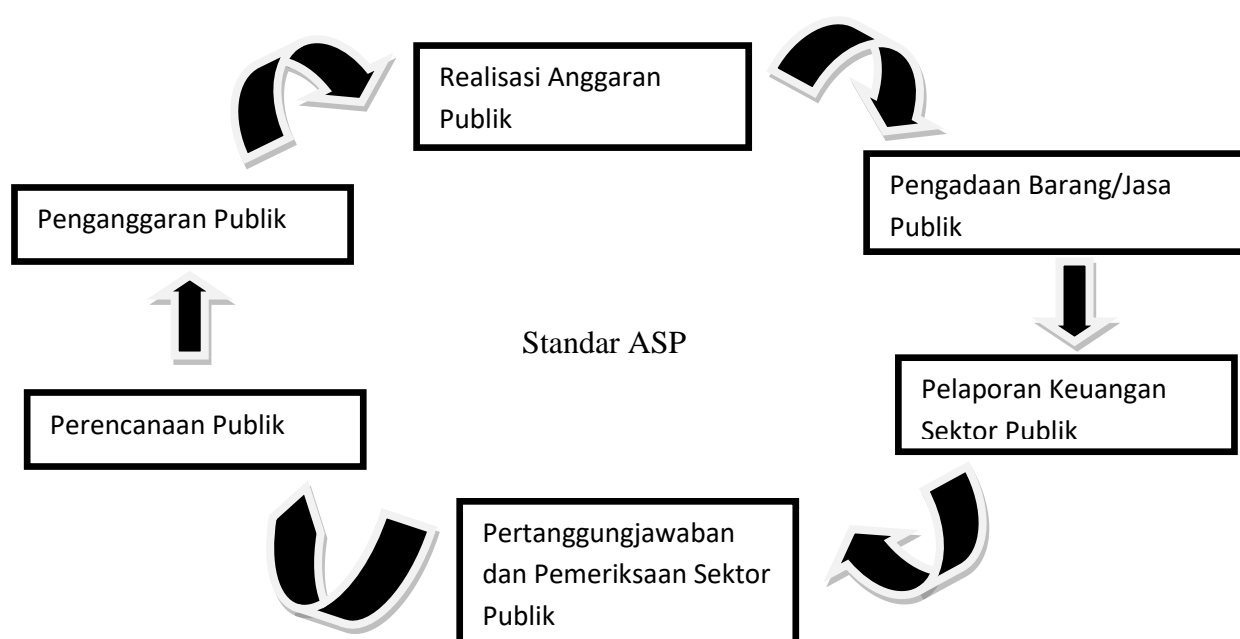 Realisasi Anggaran
Publik
Pengadaan Barang/Jasa
Publik
Penganggaran Publik
Standar ASP
Perencanaan Publik
Pelaporan Keuangan
Sektor Publik
Pertanggungjawaban
dan Pemeriksaan Sektor
Publik